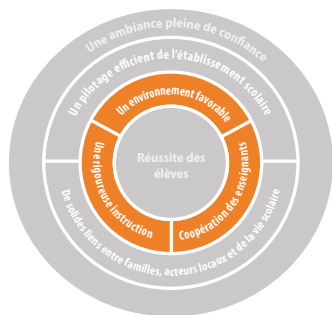 Une ambiance pleine de confiance
Un pilotage efficient de l'établissement scolaire
Un environnement favorable
Réussite des
élèves
Une rigoureuse instruction
Coopération des enseignants
De solides liens entre familles, acteurs locaux et de la vie scolaire